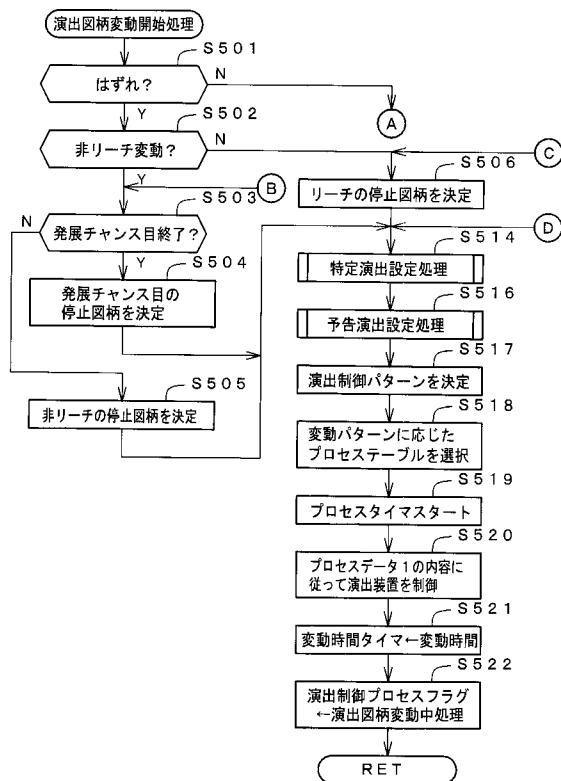 演出図柄変動開始処理
S501
はずれ？
N
Y
A
S502
非リーチ変動？
N
Y
C
B
S506
リーチの停止図柄を決定
S503
N
発展チャンス目終了？
Y
D
S504
発展チャンス目の
停止図柄を決定
S505
非リーチの停止図柄を決定
S514
特定演出設定処理
S516
予告演出設定処理
S517
演出制御パターンを決定
S518
変動パターンに応じた
プロセステーブルを選択
S519
プロセスタイマスタート
S520
プロセスデータ１の内容に
従って演出装置を制御
S521
変動時間タイマ←変動時間
S522
演出制御プロセスフラグ
←演出図柄変動中処理
RET